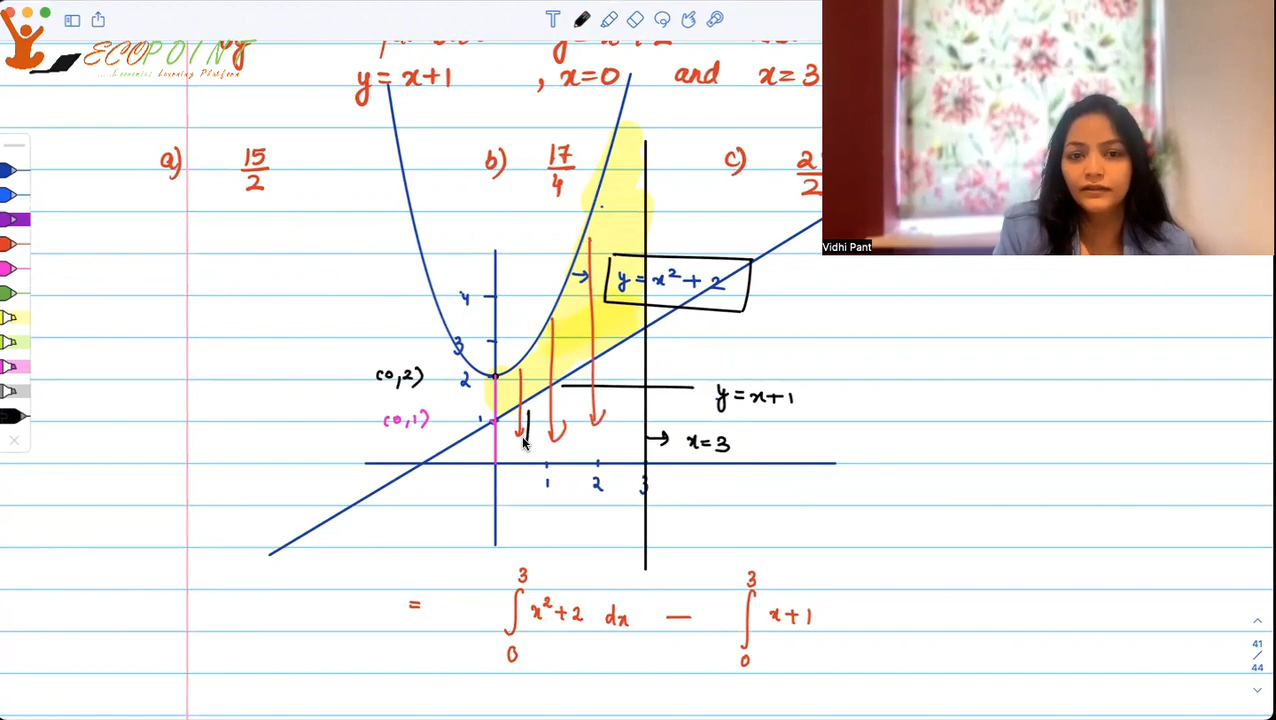 ECOPOINT
.....Economics Learning Platform
y = x+1 , x=0 and x=3
a) 15/2 b) 17/4 c)
Vidhi Pant
y = x² + 2
4
3
(0,2) 2
(0,1) 1
y = x+1
x=3
1 2 3
= ∫₀³ x²+2 dx — ∫₀³ x+1
41
/
44